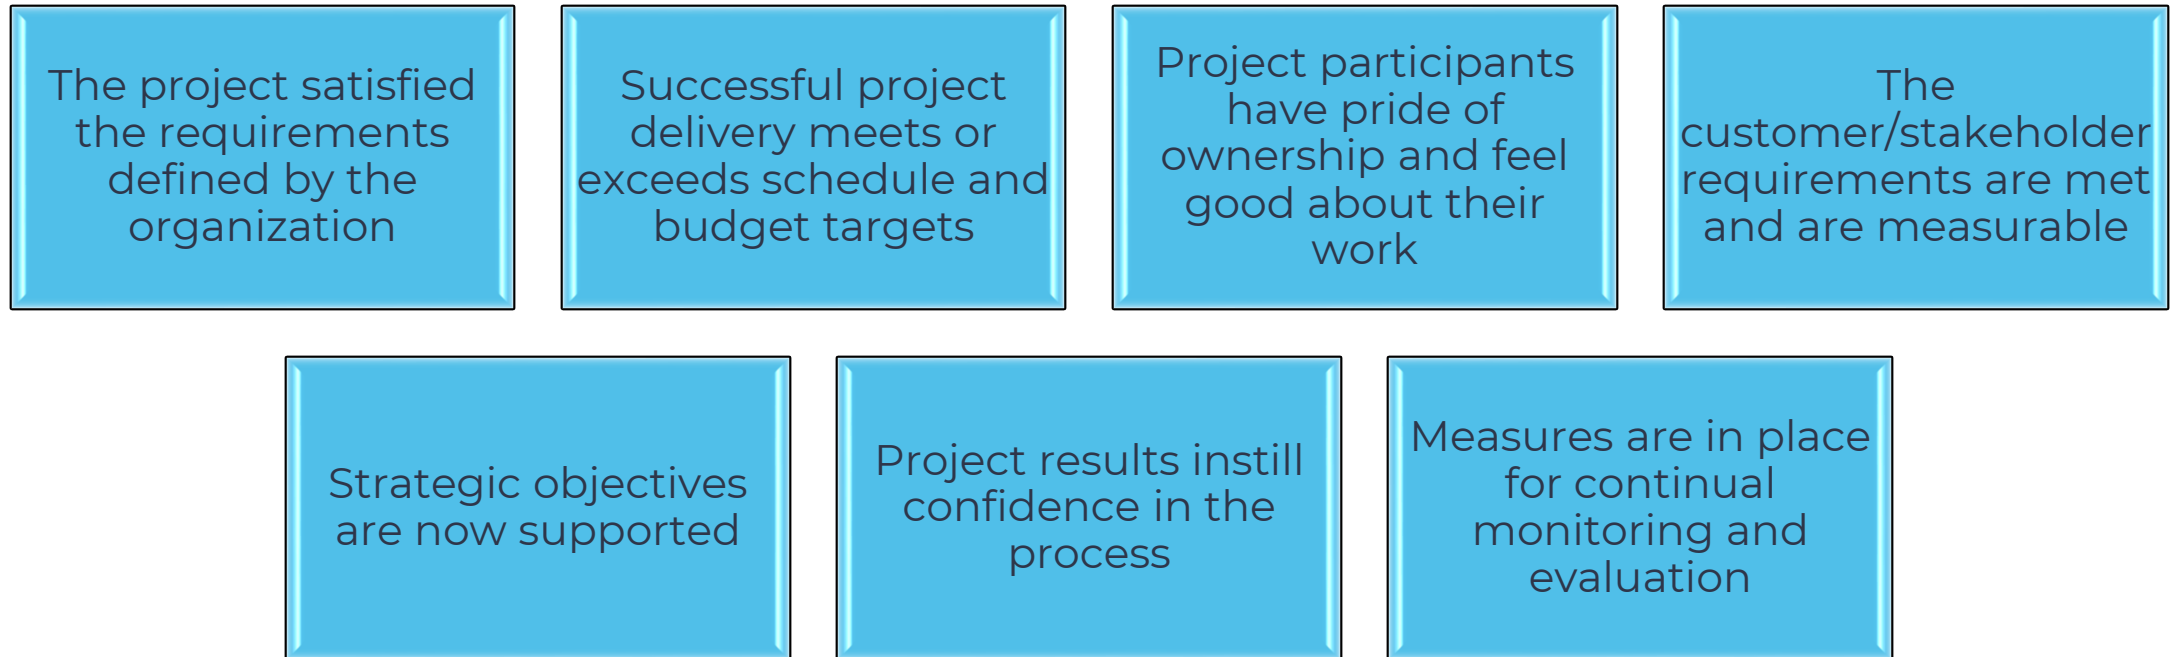 The project satisfied
the requirements
defined by the
organization
Successful project
delivery meets or
exceeds schedule and
budget targets
Project participants
have pride of
ownership and feel
good about their
work
The
customer/stakeholder
requirements are met
and are measurable
Strategic objectives
are now supported
Project results instill
confidence in the
process
Measures are in place
for continual
monitoring and
evaluation